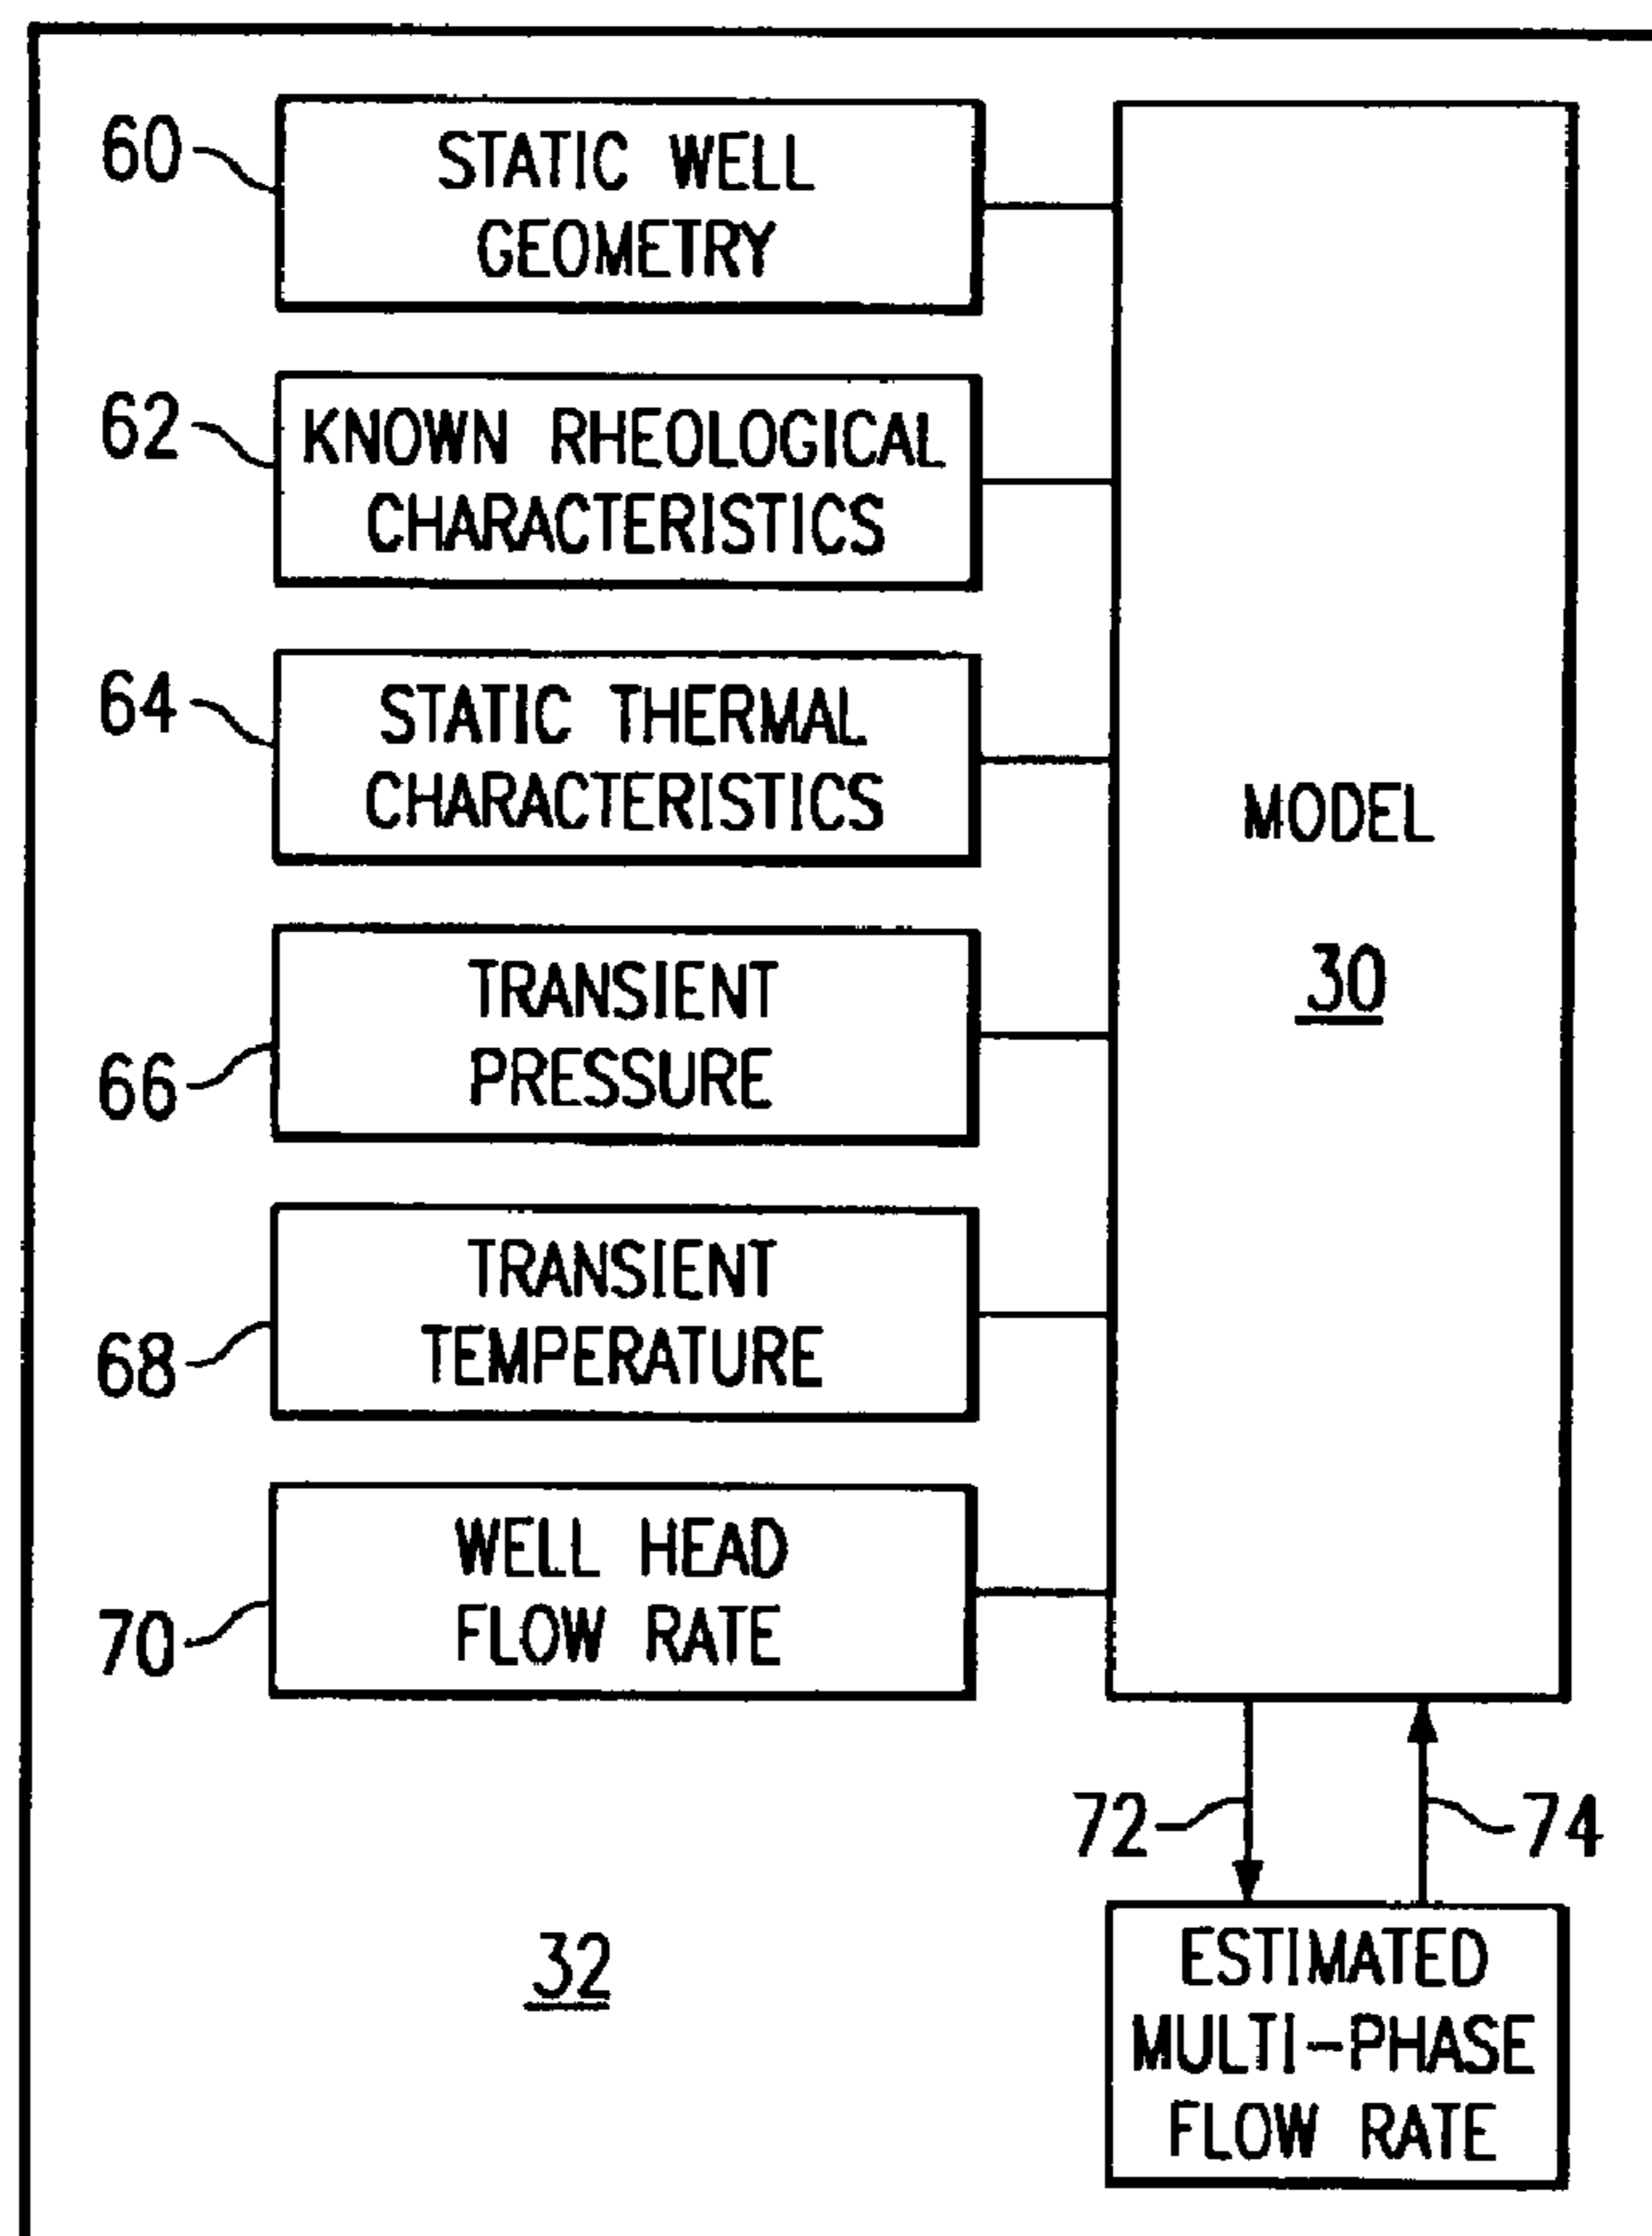 60
STATIC WELL
GEOMETRY
62
KNOWN RHEOLOGICAL
CHARACTERISTICS
64
STATIC THERMAL
CHARACTERISTICS
66
TRANSIENT
PRESSURE
68
TRANSIENT
TEMPERATURE
70
WELL HEAD
FLOW RATE
MODEL
30
72
74
32
ESTIMATED
MULTI-PHASE
FLOW RATE